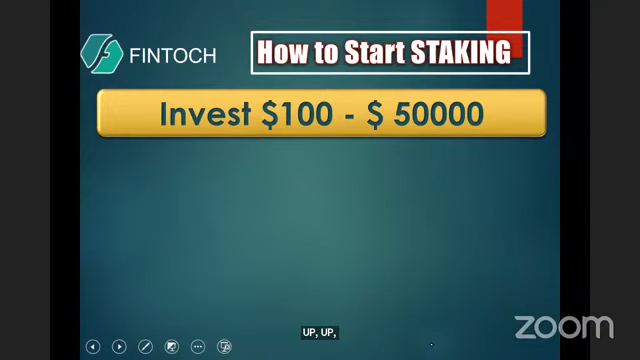 FINTOCH
How to Start STAKING
Invest $100 - $ 50000
UP, UP,
zoom